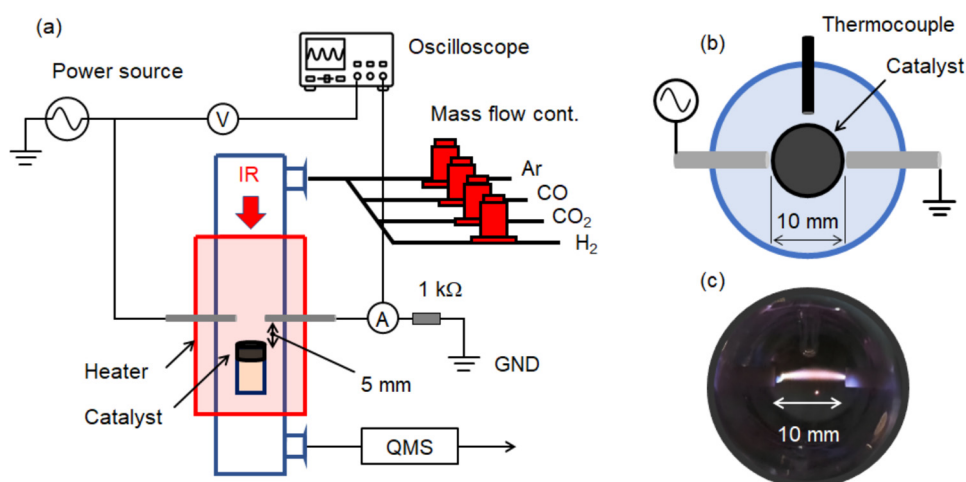 (a)
Oscilloscope
Power source
V
Mass flow cont.
IR
Ar
CO
CO₂
H₂
1 kΩ
A
GND
Heater
5 mm
Catalyst
QMS
(b)
Thermocouple
Catalyst
10 mm
(c)
10 mm